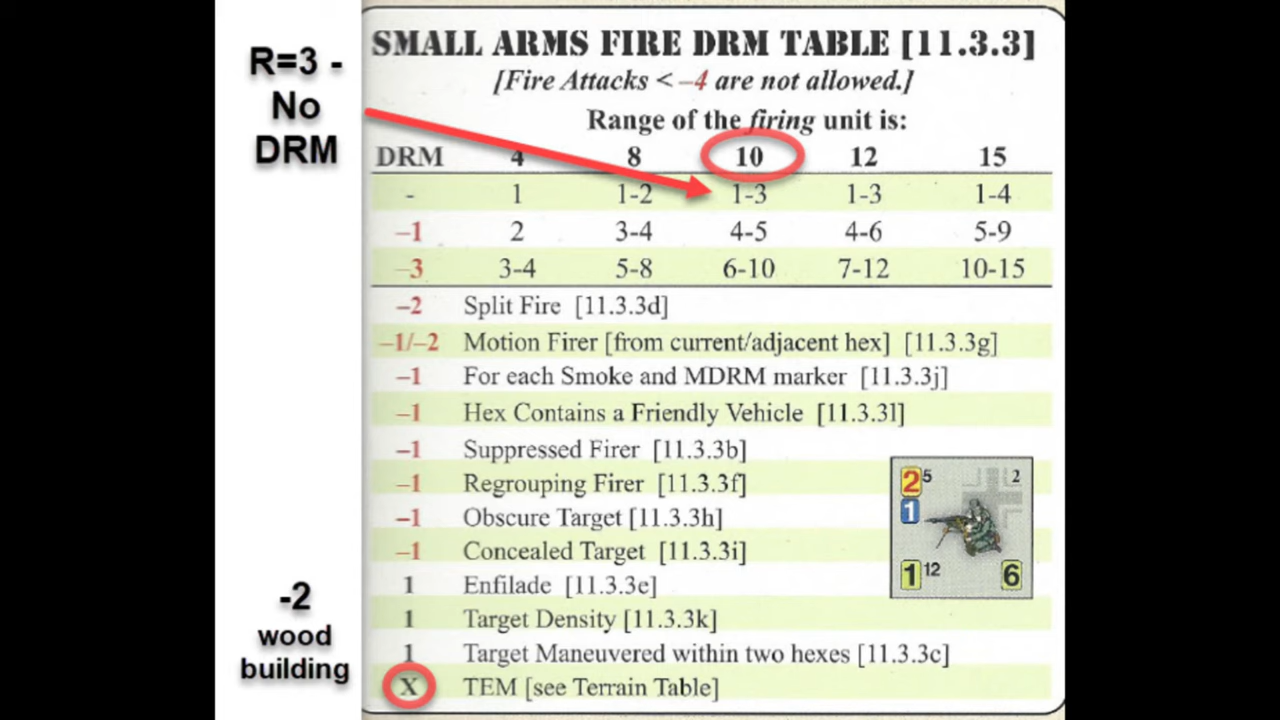 R=3 -
No
DRM
-2
wood
building
SMALL ARMS FIRE DRM TABLE [11.3.3]
[Fire Attacks < –4 are not allowed.]
Range of the firing unit is:
DRM 4 8 10 12 15
- 1 1-2 1-3 1-3 1-4
–1 2 3-4 4-5 4-6 5-9
–3 3-4 5-8 6-10 7-12 10-15
–2 Split Fire [11.3.3d]
–1/–2 Motion Firer [from current/adjacent hex] [11.3.3g]
–1 For each Smoke and MDRM marker [11.3.3j]
–1 Hex Contains a Friendly Vehicle [11.3.3l]
–1 Suppressed Firer [11.3.3b]
–1 Regrouping Firer [11.3.3f]
–1 Obscure Target [11.3.3h]
–1 Concealed Target [11.3.3i]
1 Enfilade [11.3.3e]
1 Target Density [11.3.3k]
1 Target Maneuvered within two hexes [11.3.3c]
X TEM [see Terrain Table]
2 5 2
1
1 12 6